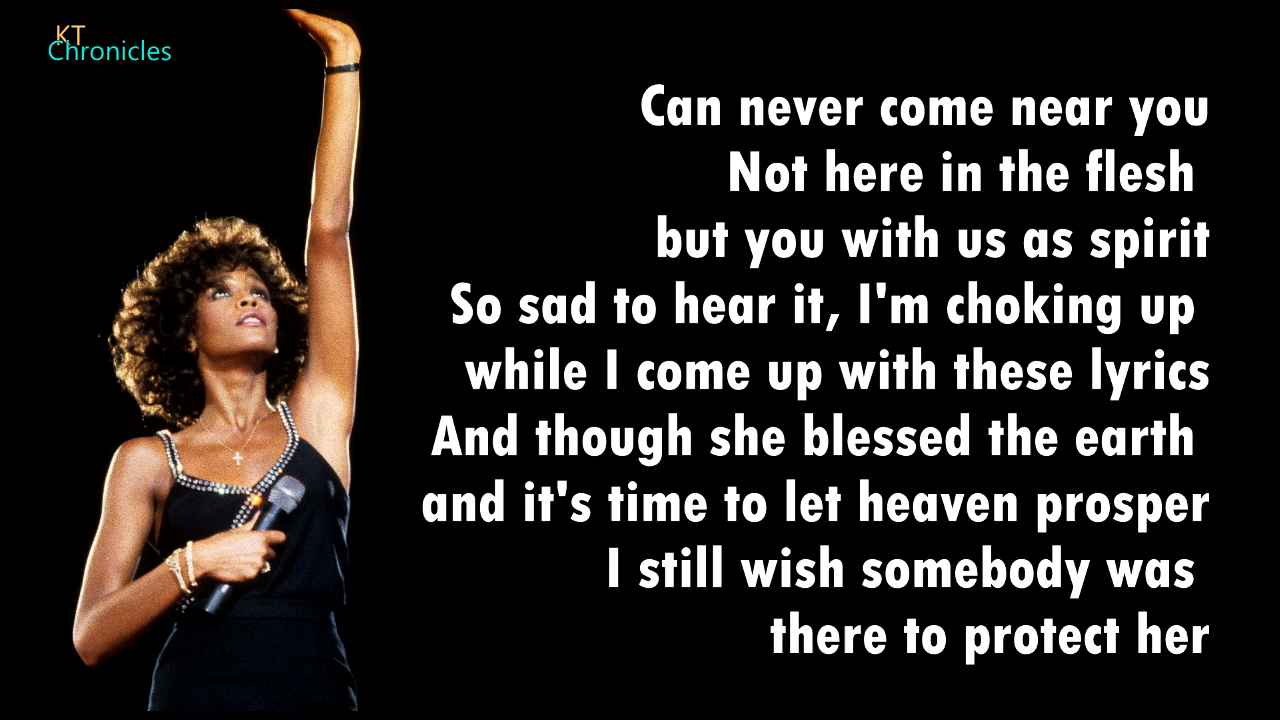 KT
Chronicles
Can never come near you
Not here in the flesh
but you with us as spirit
So sad to hear it, I'm choking up
while I come up with these lyrics
And though she blessed the earth
and it's time to let heaven prosper
I still wish somebody was
there to protect her